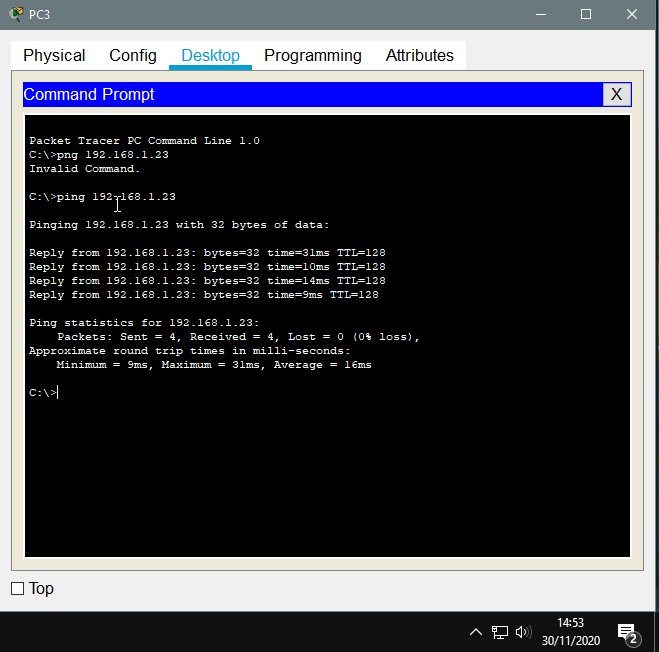 PC3
Physical Config Desktop Programming Attributes
Command Prompt X
Packet Tracer PC Command Line 1.0
C:\>png 192.168.1.23
Invalid Command.
C:\>ping 192.168.1.23
Pinging 192.168.1.23 with 32 bytes of data:
Reply from 192.168.1.23: bytes=32 time=31ms TTL=128
Reply from 192.168.1.23: bytes=32 time=10ms TTL=128
Reply from 192.168.1.23: bytes=32 time=14ms TTL=128
Reply from 192.168.1.23: bytes=32 time=9ms TTL=128
Ping statistics for 192.168.1.23:
Packets: Sent = 4, Received = 4, Lost = 0 (0% loss),
Approximate round trip times in milli-seconds:
Minimum = 9ms, Maximum = 31ms, Average = 16ms
C:\>
Top
14:53
30/11/2020
2